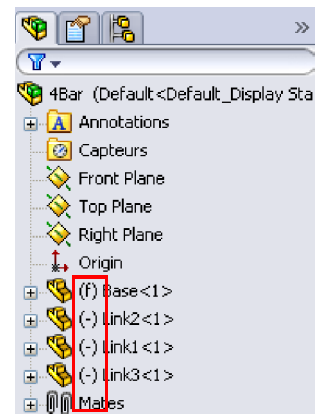 »
4Bar (Default<Default_Display Sta
A Annotations
Capteurs
Front Plane
Top Plane
Right Plane
Origin
(f) Base<1>
(-) Link2<1>
(-) Link1<1>
(-) Link3<1>
Mates